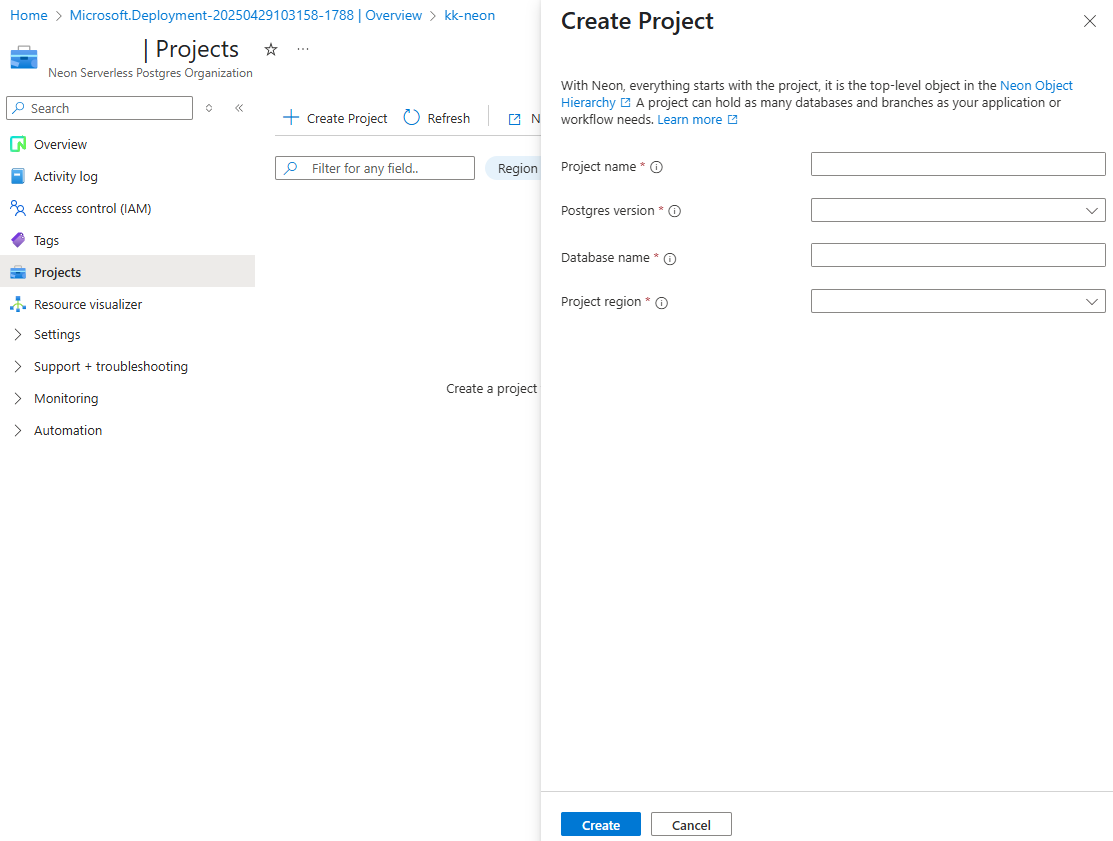 Home > Microsoft.Deployment-20250429103158-1788 | Overview > kk-neon
| Projects
Neon Serverless Postgres Organization
Search
Overview
Activity log
Access control (IAM)
Tags
Projects
Resource visualizer
Settings
Support + troubleshooting
Monitoring
Automation
Create Project
Refresh
N
Filter for any field..
Region
Create a project
Create Project
With Neon, everything starts with the project, it is the top-level object in the Neon Object
Hierarchy A project can hold as many databases and branches as your application or
workflow needs. Learn more
Project name *
Postgres version *
Database name *
Project region *
Create
Cancel